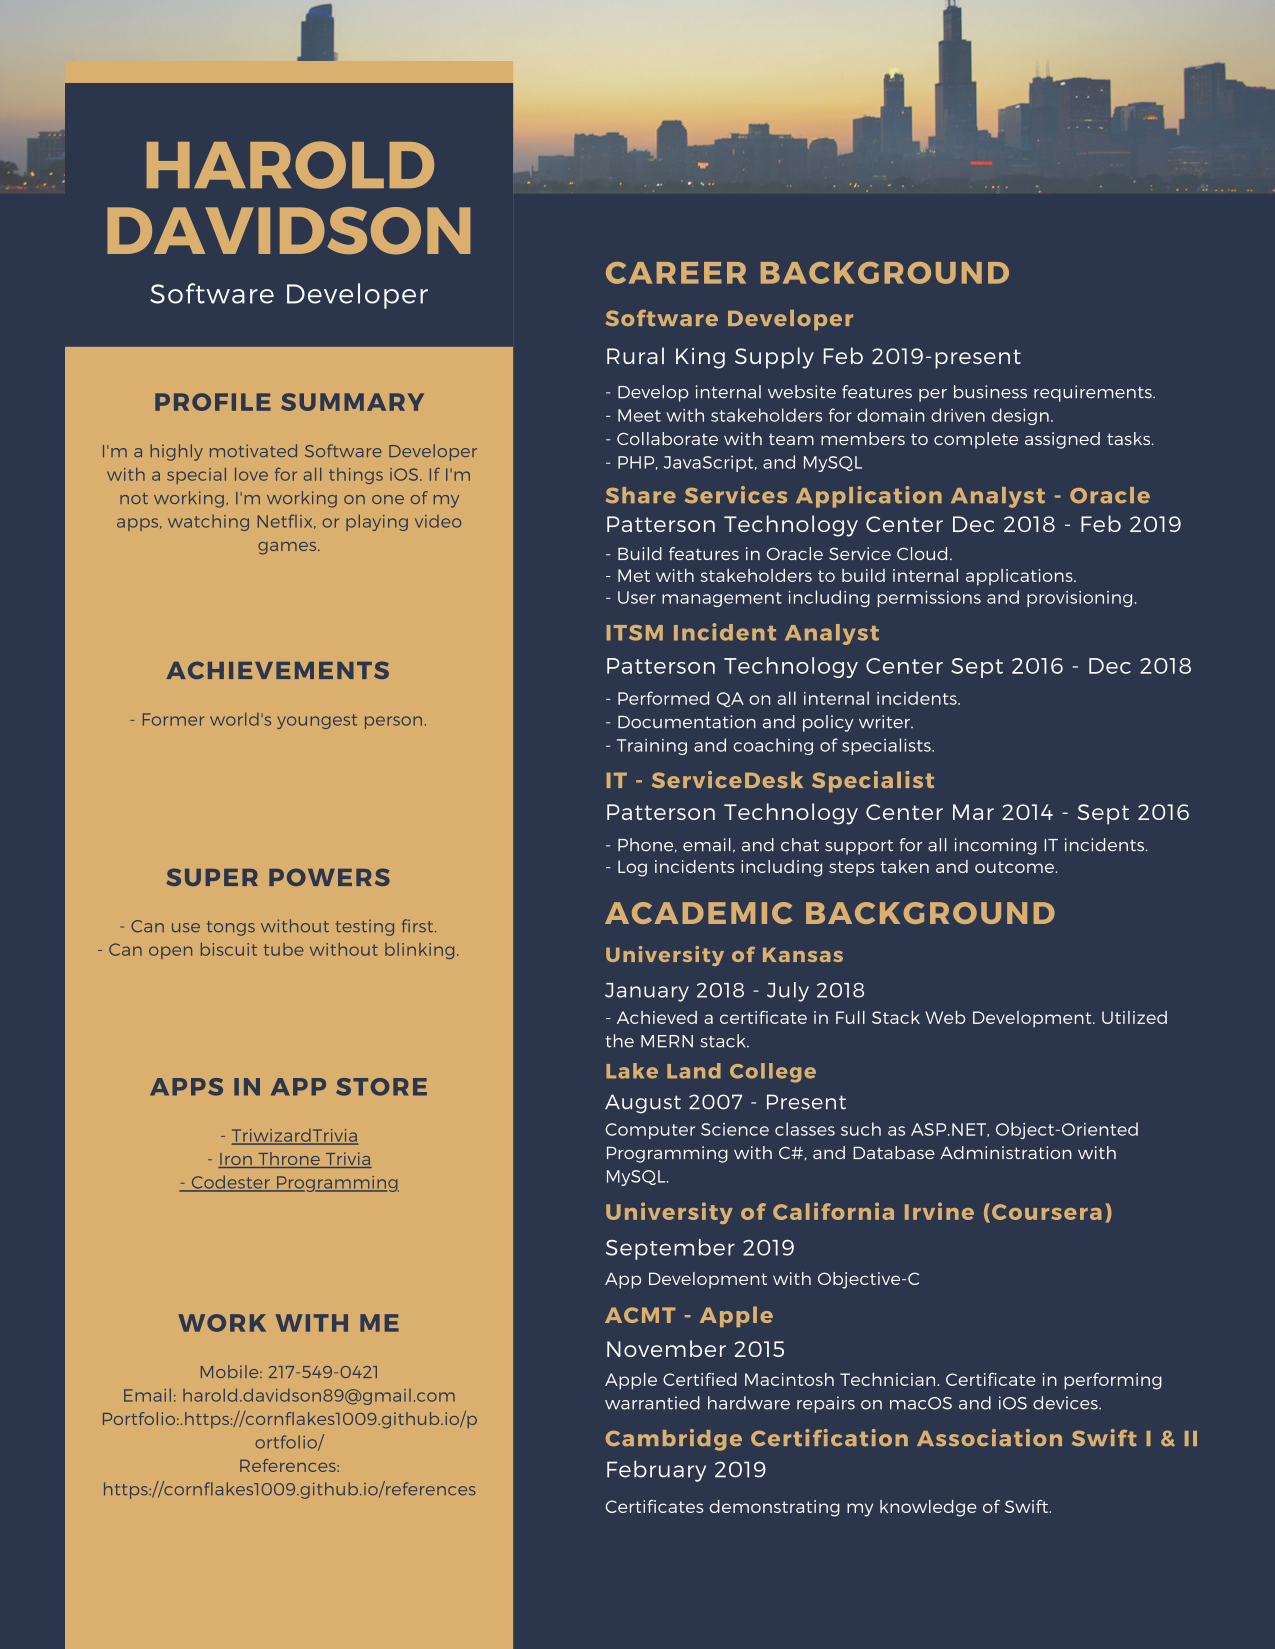 HAROLD
DAVIDSON
Software Developer
PROFILE SUMMARY
I'm a highly motivated Software Developer
with a special love for all things iOS. If I'm
not working, I'm working on one of my
apps, watching Netflix, or playing video
games.
ACHIEVEMENTS
- Former world's youngest person.
SUPER POWERS
- Can use tongs without testing first.
- Can open biscuit tube without blinking.
APPS IN APP STORE
- TriwizardTrivia
- Iron Throne Trivia
- Codester Programming
WORK WITH ME
Mobile: 217-549-0421
Email: harold.davidson89@gmail.com
Portfolio:.https://cornflakes1009.github.io/p
ortfolio/
References:
https://cornflakes1009.github.io/references
CAREER BACKGROUND
Software Developer
Rural King Supply Feb 2019-present
- Develop internal website features per business requirements.
- Meet with stakeholders for domain driven design.
- Collaborate with team members to complete assigned tasks.
- PHP, JavaScript, and MySQL
Share Services Application Analyst - Oracle
Patterson Technology Center Dec 2018 - Feb 2019
- Build features in Oracle Service Cloud.
- Met with stakeholders to build internal applications.
- User management including permissions and provisioning.
ITSM Incident Analyst
Patterson Technology Center Sept 2016 - Dec 2018
- Performed QA on all internal incidents.
- Documentation and policy writer.
- Training and coaching of specialists.
IT - ServiceDesk Specialist
Patterson Technology Center Mar 2014 - Sept 2016
- Phone, email, and chat support for all incoming IT incidents.
- Log incidents including steps taken and outcome.
ACADEMIC BACKGROUND
University of Kansas
January 2018 - July 2018
- Achieved a certificate in Full Stack Web Development. Utilized
the MERN stack.
Lake Land College
August 2007 - Present
Computer Science classes such as ASP.NET, Object-Oriented
Programming with C#, and Database Administration with
MySQL.
University of California Irvine (Coursera)
September 2019
App Development with Objective-C
ACMT - Apple
November 2015
Apple Certified Macintosh Technician. Certificate in performing
warrantied hardware repairs on macOS and iOS devices.
Cambridge Certification Association Swift I & II
February 2019
Certificates demonstrating my knowledge of Swift.